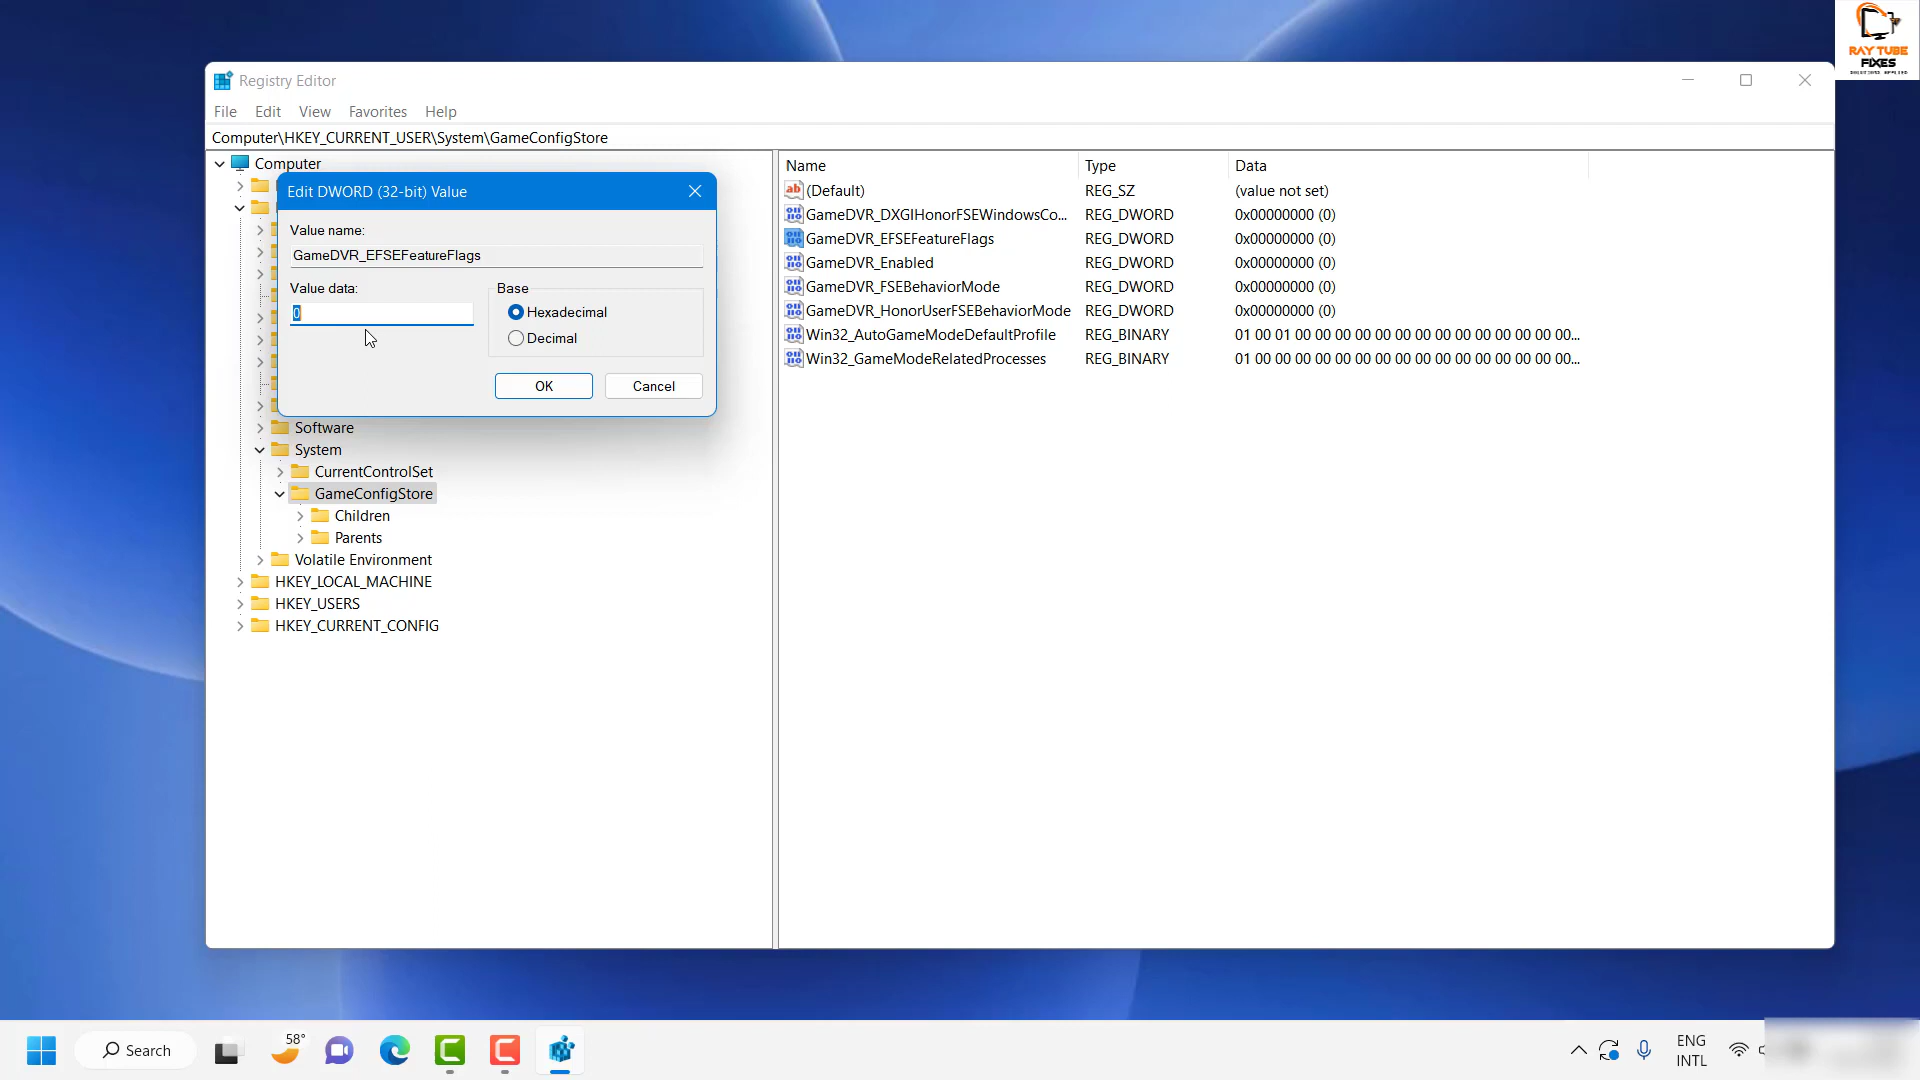 RAY TUBE
FIXES
Registry Editor
File Edit View Favorites Help
Computer\HKEY_CURRENT_USER\System\GameConfigStore
Computer
Edit DWORD (32-bit) Value
Value name:
GameDVR_EFSEFeatureFlags
Value data:
0
Base
Hexadecimal
Decimal
OK Cancel
Software
System
CurrentControlSet
GameConfigStore
Children
Parents
Volatile Environment
HKEY_LOCAL_MACHINE
HKEY_USERS
HKEY_CURRENT_CONFIG
Name Type Data
(Default) REG_SZ (value not set)
GameDVR_DXGIHonorFSEWindowsCo... REG_DWORD 0x00000000 (0)
GameDVR_EFSEFeatureFlags REG_DWORD 0x00000000 (0)
GameDVR_Enabled REG_DWORD 0x00000000 (0)
GameDVR_FSEBehaviorMode REG_DWORD 0x00000000 (0)
GameDVR_HonorUserFSEBehaviorMode REG_DWORD 0x00000000 (0)
Win32_AutoGameModeDefaultProfile REG_BINARY 01 00 01 00 00 00 00 00 00 00 00 00 00 00 00 00 00...
Win32_GameModeRelatedProcesses REG_BINARY 01 00 00 00 00 00 00 00 00 00 00 00 00 00 00 00 00...
Search
58°
ENG
INTL